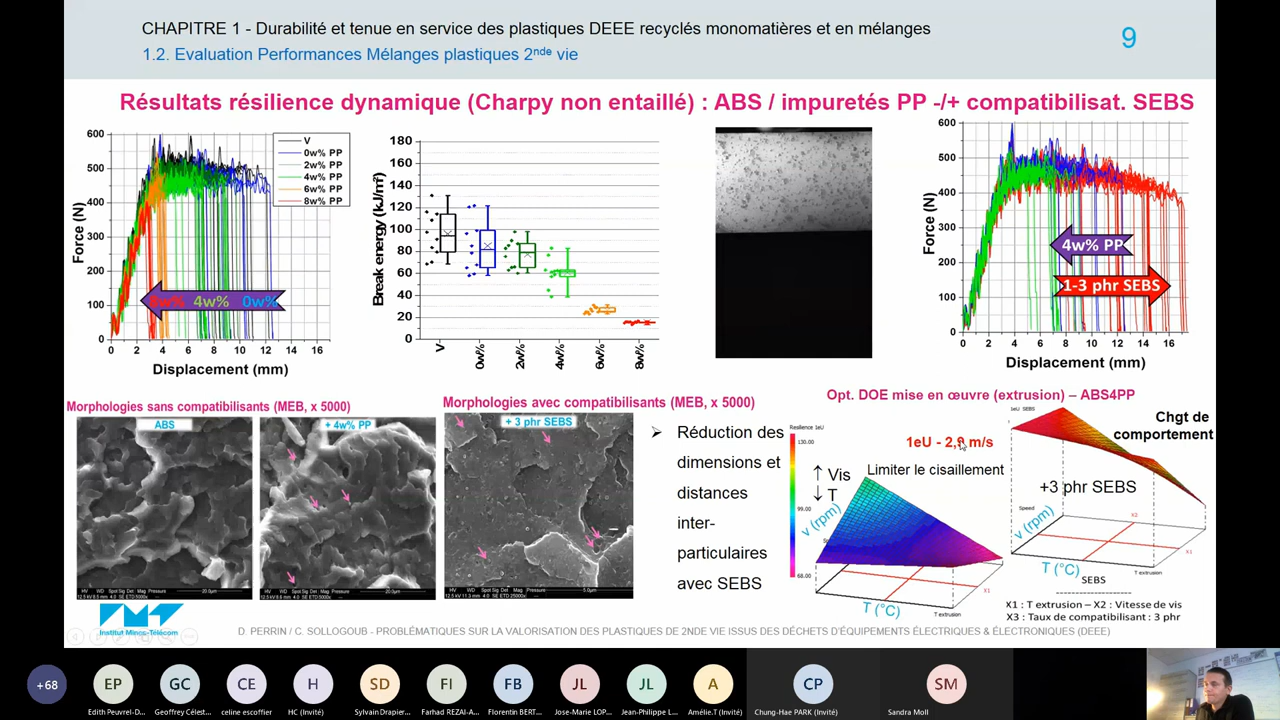 CHAPITRE 1 - Durabilité et tenue en service des plastiques DEEE recyclés monomatières et en mélanges
1.2. Evaluation Performances Mélanges plastiques 2nde vie
9
Résultats résilience dynamique (Charpy non entaillé) : ABS / impuretés PP -/+ compatibilisat. SEBS
600
500
400
300
200
100
0
0 2 4 6 8 10 12 14 16
Force (N)
Displacement (mm)
V
0w% PP
2w% PP
4w% PP
6w% PP
8w% PP
8w% 4w% 0w%
180
160
140
120
100
80
60
40
20
0
Break energy (kJ/m²)
V 0w% 2w% 4w% 6w% 8w%
600
500
400
300
200
100
0
0 2 4 6 8 10 12 14 16
Force (N)
Displacement (mm)
4w% PP
1-3 phr SEBS
Morphologies sans compatibilisants (MEB, x 5000)
ABS
+ 4w% PP
Morphologies avec compatibilisants (MEB, x 5000)
+ 3 phr SEBS
➢ Réduction des
dimensions et
distances
inter-
particulaires
avec SEBS
Opt. DOE mise en œuvre (extrusion) – ABS4PP
Resilience 1eU
130.00
99.00
68.00
↑ Vis
↓ T
Limiter le cisaillement
v (rpm)
T (°C)
T extrusion
1eU SEBS
Chgt de
comportement
+3 phr SEBS
Speed
X2
X1
v (rpm)
T (°C)
T extrusion
SEBS
X1 : T extrusion – X2 : Vitesse de vis
X3 : Taux de compatibilisant : 3 phr
Institut Mines-Télécom
D. PERRIN / C. SOLLOGOUB - PROBLÉMATIQUES SUR LA VALORISATION DES PLASTIQUES DE 2NDE VIE ISSUS DES DÉCHETS D'ÉQUIPEMENTS ÉLECTRIQUES & ÉLECTRONIQUES (DEEE)
+68
EP
GC
CE
H
SD
FI
FB
JL
JL
A
CP
SM
Edith Peuvrel-D...
Geoffrey Célest...
celine escoffier
HC (Invité)
Sylvain Drapier...
Farhad REZAI-A...
Florentin BERT...
Jose-Marie LOP...
Jean-Philippe L...
Amélie.T (Invité)
Chung-Hae PARK (Invité)
Sandra Moll